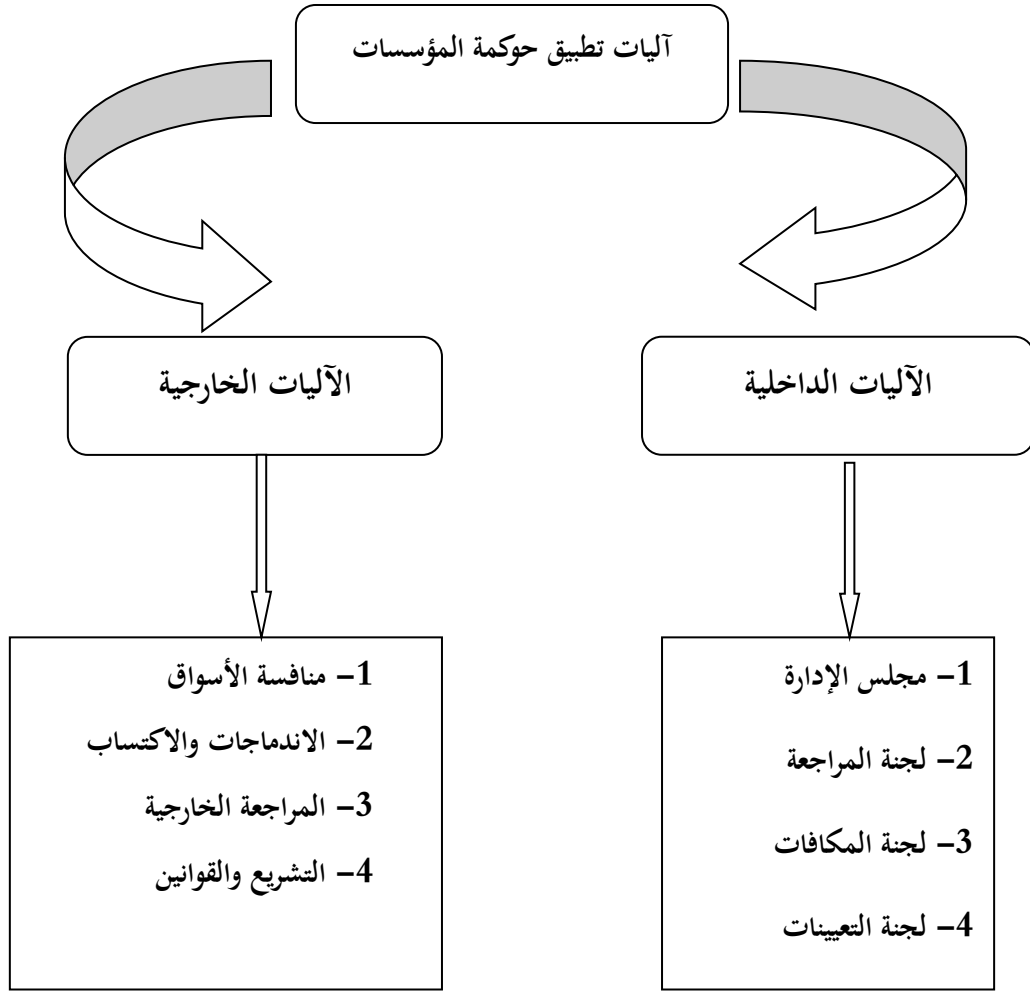 آليات تطبيق حوكمة المؤسسات
الآليات الداخلية
الآليات الخارجية
1– مجلس الإدارة
2– لجنة المراجعة
3– لجنة المكافات
4– لجنة التعيينات
1– منافسة الأسواق
2– الاندماجات والاكتساب
3– المراجعة الخارجية
4– التشريع والقوانين